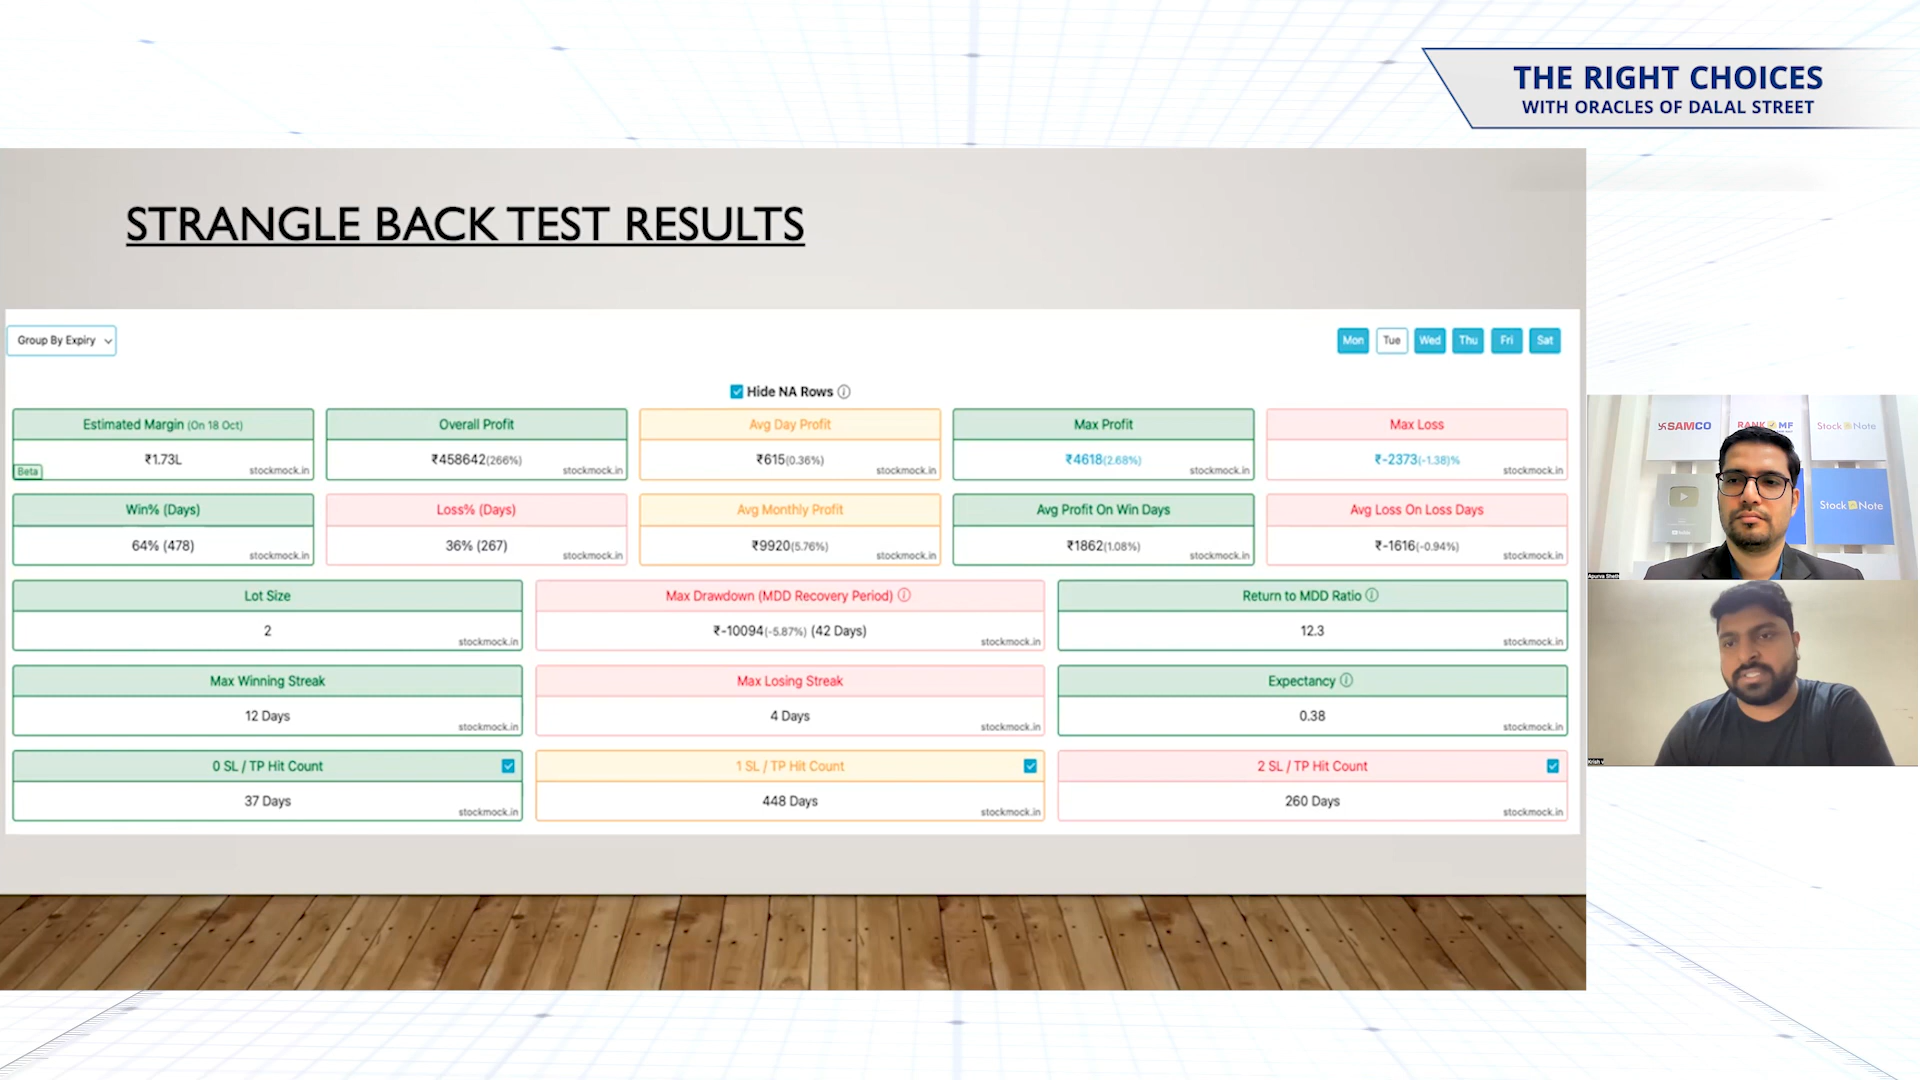 THE RIGHT CHOICES
WITH ORACLES OF DALAL STREET
STRANGLE BACK TEST RESULTS
Group By Expiry
Mon Tue Wed Thu Fri Sat
Hide NA Rows
Estimated Margin (On 18 Oct)
₹1.73L
Beta
stockmock.in
Overall Profit
₹458642(266%)
stockmock.in
Avg Day Profit
₹615(0.36%)
stockmock.in
Max Profit
₹4618(2.68%)
stockmock.in
Max Loss
₹-2373(-1.38)%
stockmock.in
Win% (Days)
64% (478)
stockmock.in
Loss% (Days)
36% (267)
stockmock.in
Avg Monthly Profit
₹9920(5.76%)
stockmock.in
Avg Profit On Win Days
₹1862(1.08%)
stockmock.in
Avg Loss On Loss Days
₹-1616(-0.94%)
stockmock.in
Lot Size
2
stockmock.in
Max Drawdown (MDD Recovery Period)
₹-10094(-5.87%) (42 Days)
stockmock.in
Return to MDD Ratio
12.3
stockmock.in
Max Winning Streak
12 Days
stockmock.in
Max Losing Streak
4 Days
stockmock.in
Expectancy
0.38
stockmock.in
0 SL / TP Hit Count
37 Days
stockmock.in
1 SL / TP Hit Count
448 Days
stockmock.in
2 SL / TP Hit Count
260 Days
stockmock.in
SAMCO
RANK MF
Stock Note
Stock Note
Apurva Sheth
Krish v